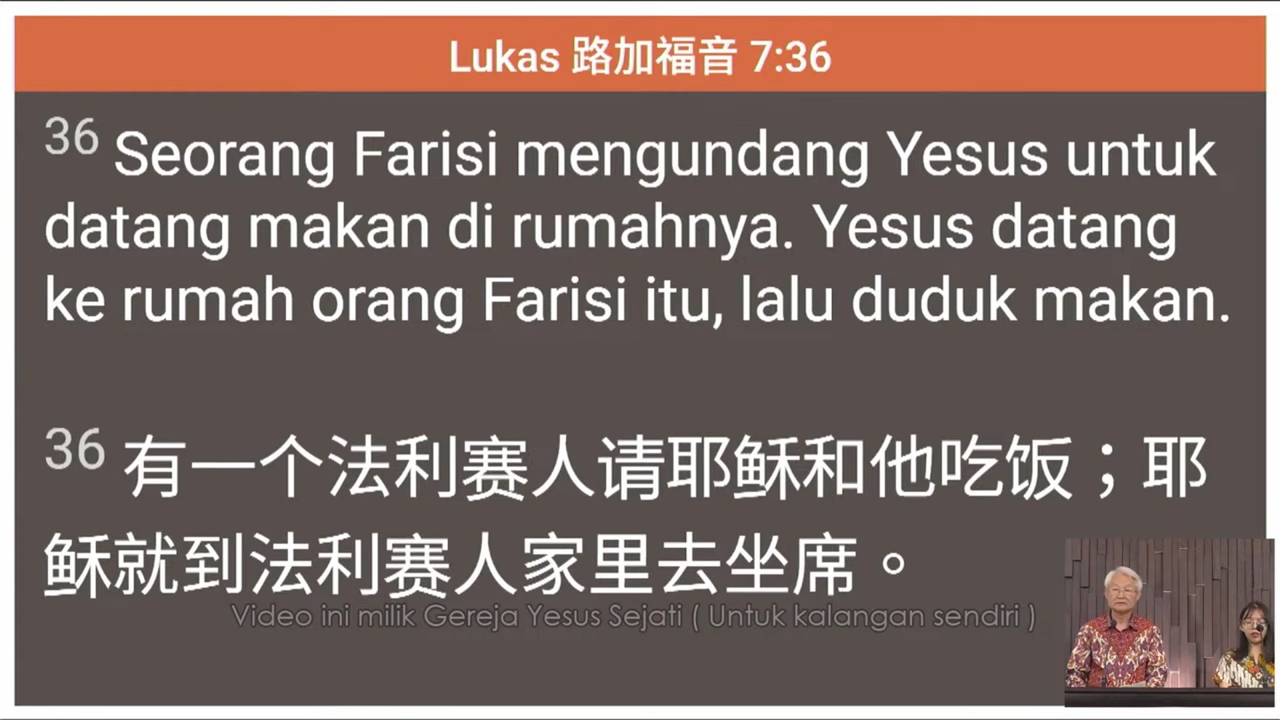 Lukas 路加福音 7:36
36 Seorang Farisi mengundang Yesus untuk
datang makan di rumahnya. Yesus datang
ke rumah orang Farisi itu, lalu duduk makan.
36 有一个法利赛人请耶稣和他吃饭；耶
稣就到法利赛人家里去坐席。
Video ini milik Gereja Yesus Sejati ( Untuk kalangan sendiri )